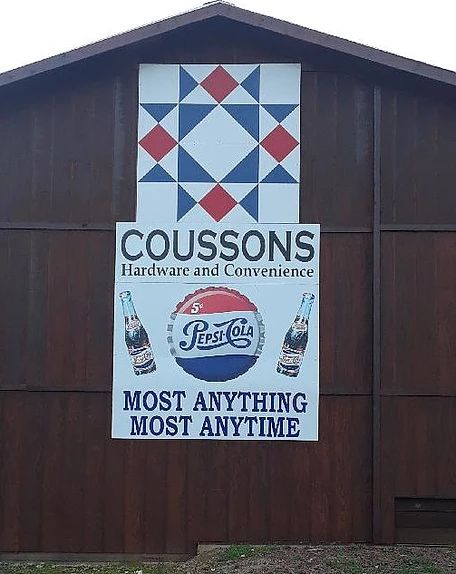 COUSSONS
Hardware and Convenience
5¢
PEPSI-COLA
MOST ANYTHING
MOST ANYTIME